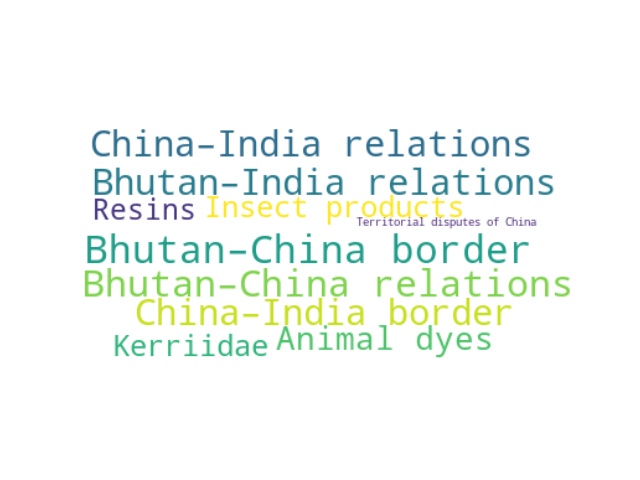 China–India relations
Bhutan–India relations
Resins
Insect products
Territorial disputes of China
Bhutan–China border
Bhutan–China relations
China–India border
Kerriidae
Animal dyes